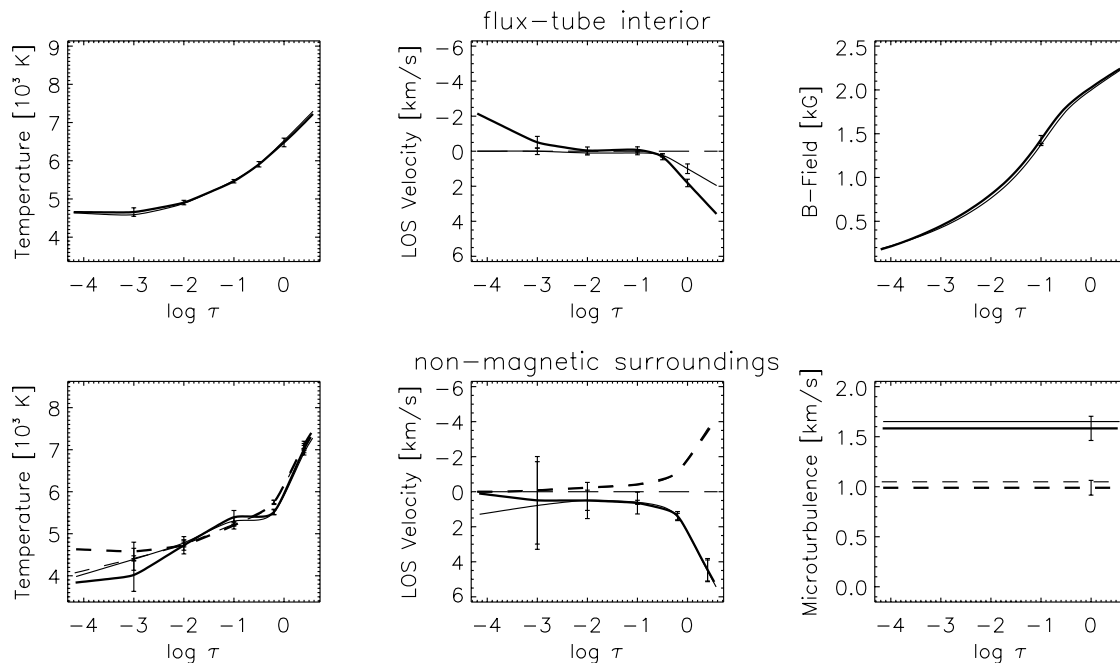 flux-tube interior
Temperature [10³ K]
9
8
7
6
5
4
-4 -3 -2 -1 0
log τ
LOS Velocity [km/s]
-6
-4
-2
0
2
4
6
-4 -3 -2 -1 0
log τ
B-Field [kG]
2.5
2.0
1.5
1.0
0.5
-4 -3 -2 -1 0
log τ
non-magnetic surroundings
Temperature [10³ K]
8
7
6
5
4
-4 -3 -2 -1 0
log τ
LOS Velocity [km/s]
-6
-4
-2
0
2
4
6
-4 -3 -2 -1 0
log τ
Microturbulence [km/s]
2.0
1.5
1.0
0.5
0.0
-4 -3 -2 -1 0
log τ